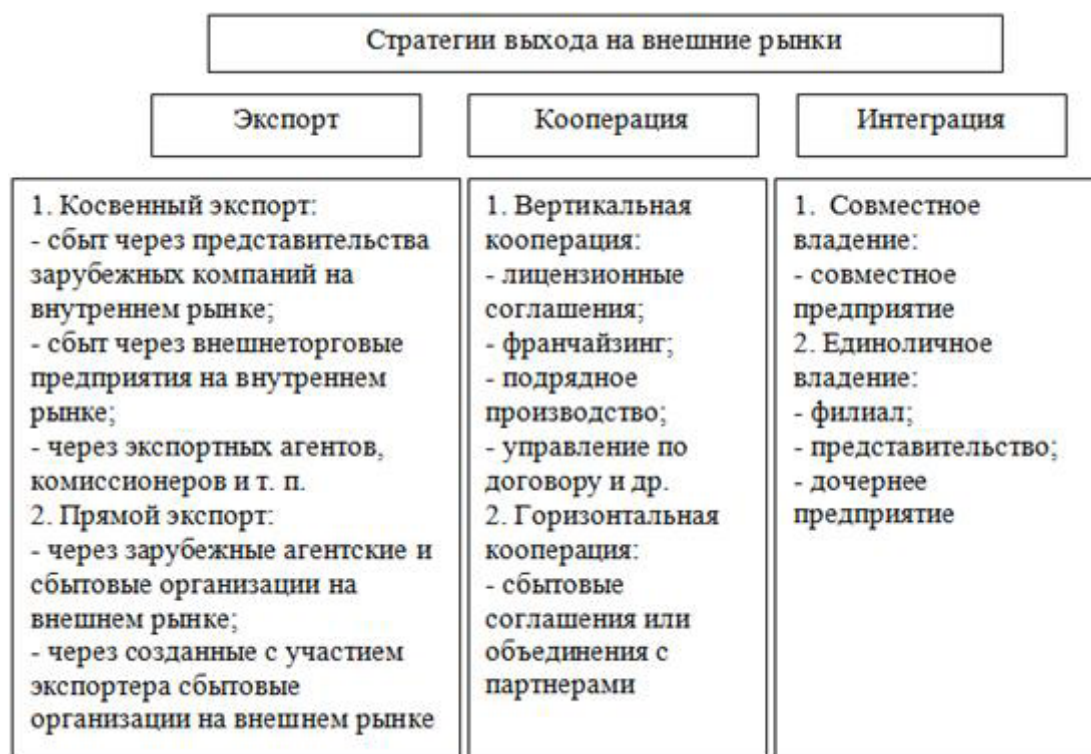 Стратегии выхода на внешние рынки
Экспорт
Кооперация
Интеграция
1. Косвенный экспорт:
- сбыт через представительства
зарубежных компаний на
внутреннем рынке;
- сбыт через внешнеторговые
предприятия на внутреннем
рынке;
- через экспортных агентов,
комиссионеров и т. п.
2. Прямой экспорт:
- через зарубежные агентские и
сбытовые организации на
внешнем рынке;
- через созданные с участием
экспортера сбытовые
организации на внешнем рынке
1. Вертикальная
кооперация:
- лицензионные
соглашения;
- франчайзинг;
- подрядное
производство;
- управление по
договору и др.
2. Горизонтальная
кооперация:
- сбытовые
соглашения или
объединения с
партнерами
1. Совместное
владение:
- совместное
предприятие
2. Единоличное
владение:
- филиал;
- представительство;
- дочернее
предприятие